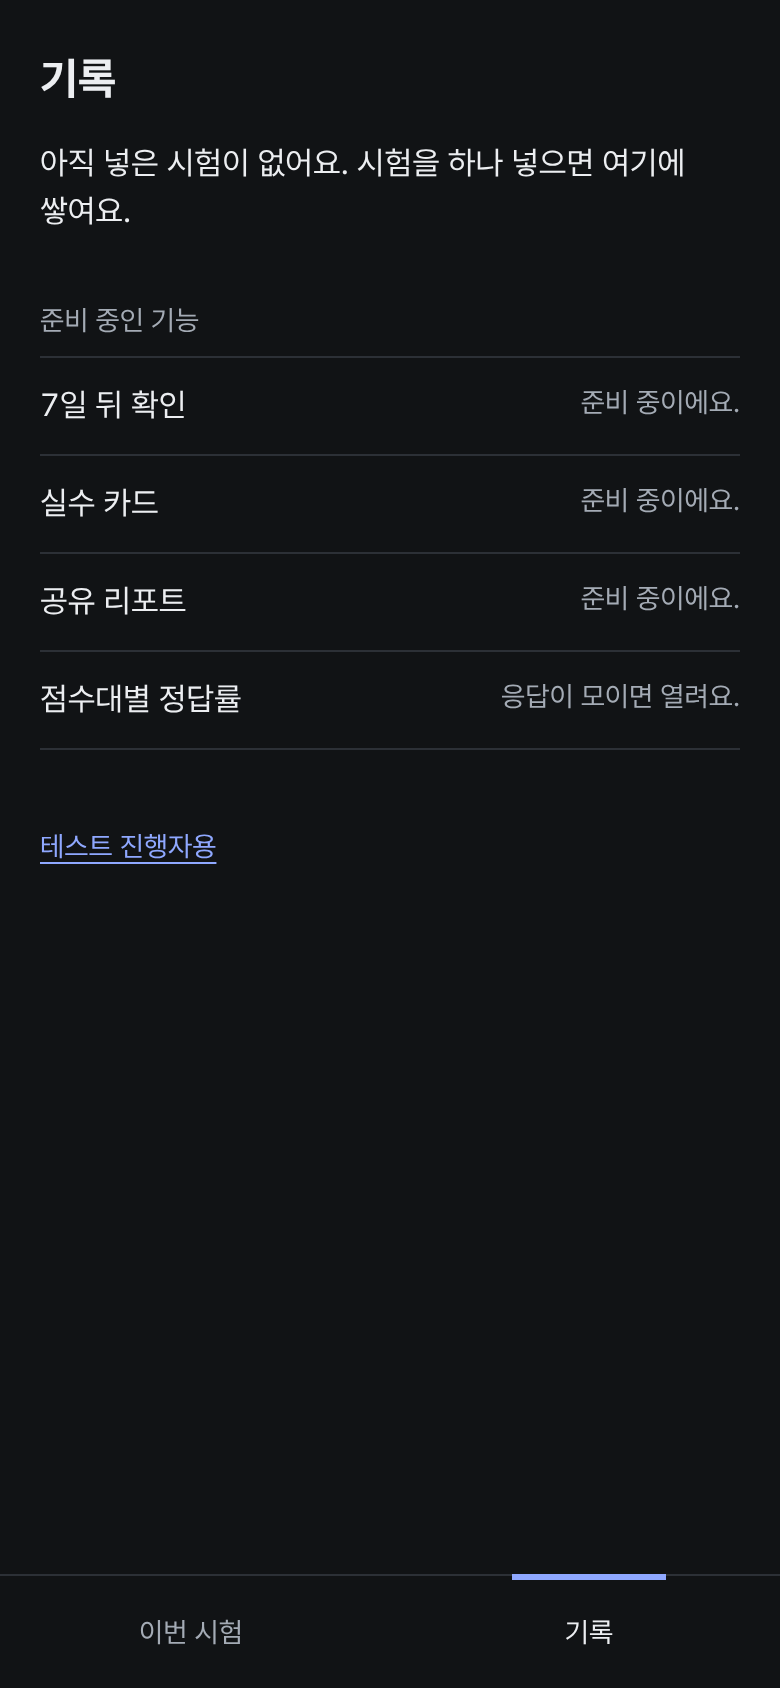 기록
아직 넣은 시험이 없어요. 시험을 하나 넣으면 여기에
쌓여요.
준비 중인 기능
7일 뒤 확인 준비 중이에요.
실수 카드 준비 중이에요.
공유 리포트 준비 중이에요.
점수대별 정답률 응답이 모이면 열려요.
테스트 진행자용
이번 시험 기록